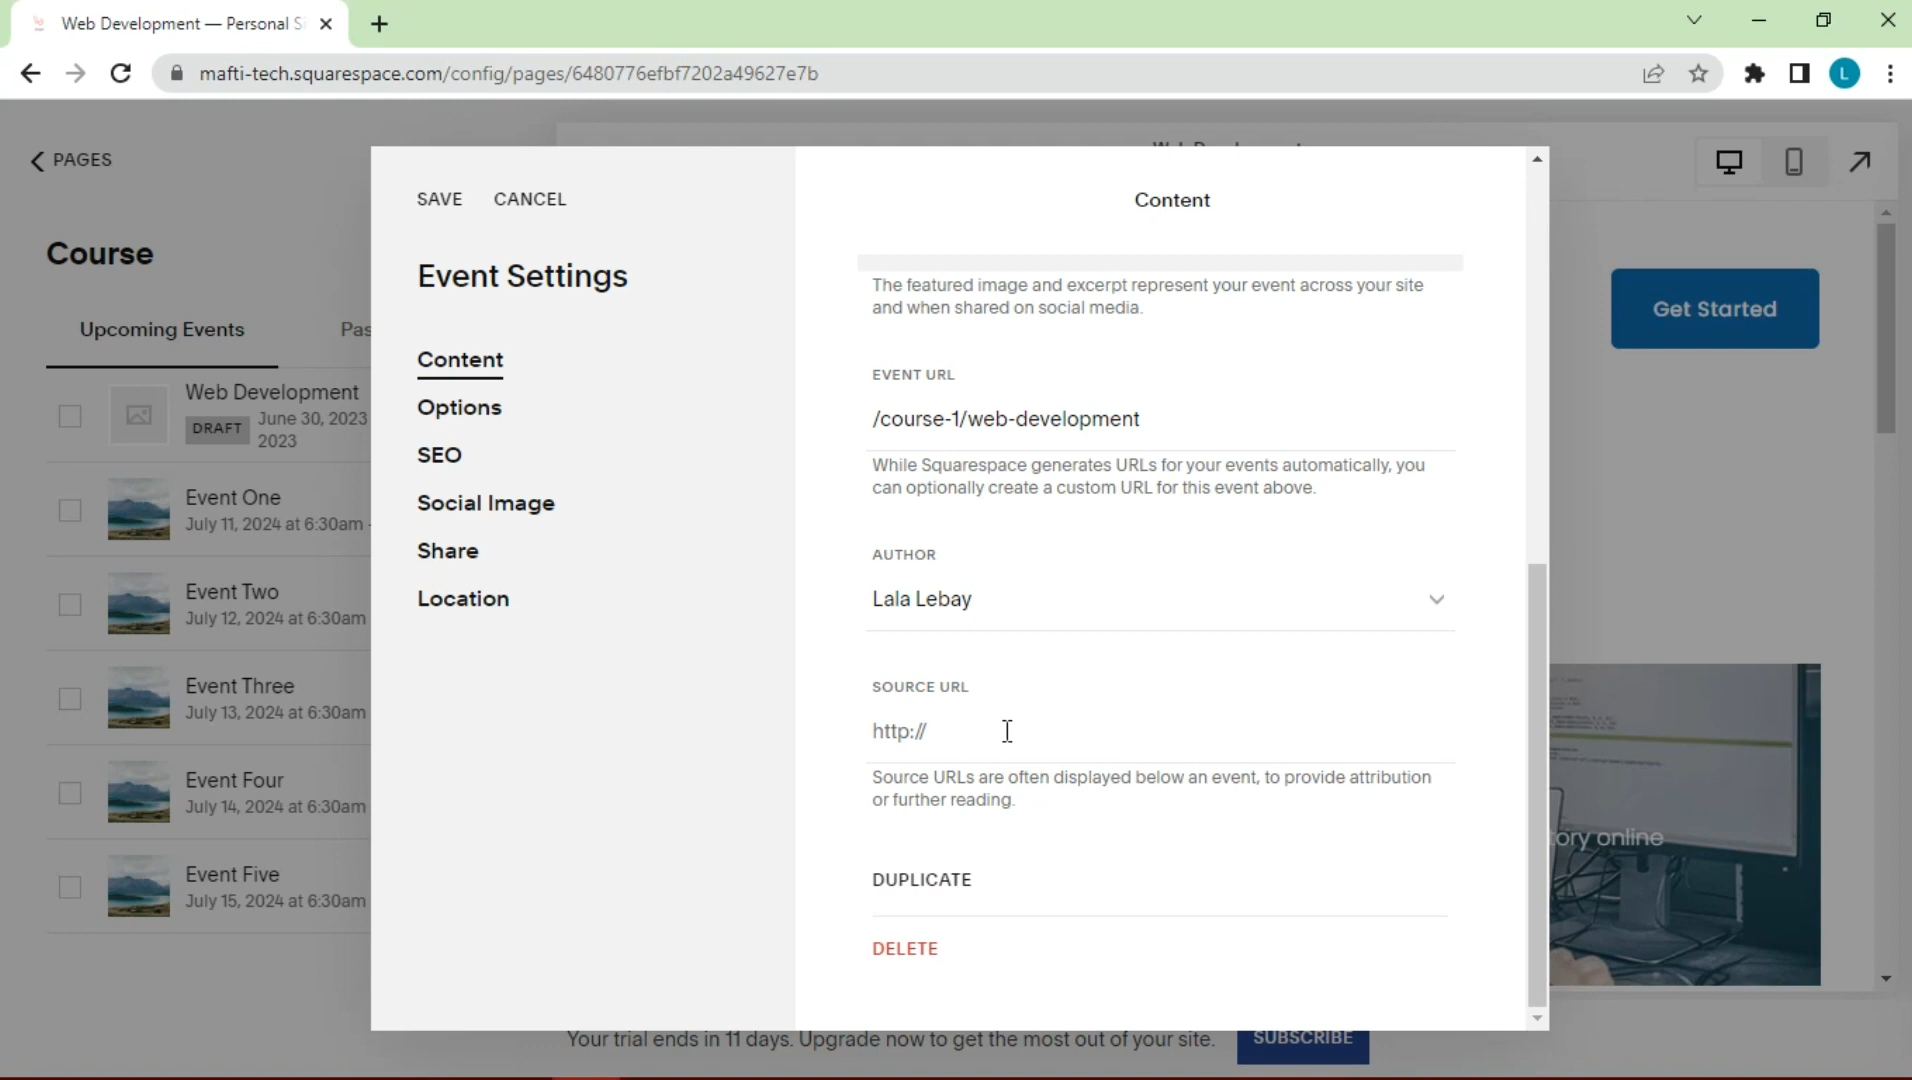 Web Development — Personal Si
mafti-tech.squarespace.com/config/pages/6480776efbf7202a49627e7b
L
PAGES
Course
Upcoming Events
Pas
Web Development
DRAFT
June 30, 2023
2023
Event One
July 11, 2024 at 6:30am -
Event Two
July 12, 2024 at 6:30am
Event Three
July 13, 2024 at 6:30am
Event Four
July 14, 2024 at 6:30am
Event Five
July 15, 2024 at 6:30am
SAVE CANCEL
Event Settings
Content
Options
SEO
Social Image
Share
Location
Content
The featured image and excerpt represent your event across your site
and when shared on social media.
EVENT URL
/course-1/web-development
While Squarespace generates URLs for your events automatically, you
can optionally create a custom URL for this event above.
AUTHOR
Lala Lebay
SOURCE URL
http://
Source URLs are often displayed below an event, to provide attribution
or further reading.
DUPLICATE
DELETE
Get Started
tory online
Your trial ends in 11 days. Upgrade now to get the most out of your site.
SUBSCRIBE